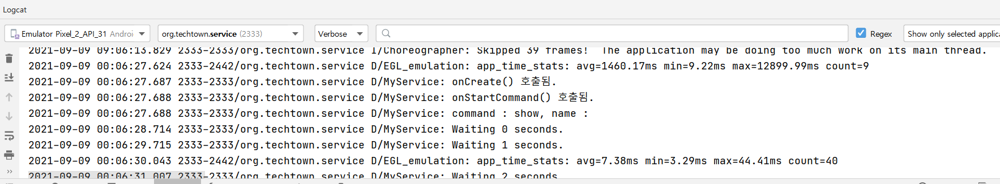 Logcat
Emulator Pixel_2_API_31 Androi
org.techtown.service (2333)
Verbose
Regex
Show only selected applica
2021-09-09 09:06:13.829 2333-2333/org.techtown.service I/Choreographer: Skipped 39 frames!  The application may be doing too much work on its main thread.
2021-09-09 00:06:27.624 2333-2442/org.techtown.service D/EGL_emulation: app_time_stats: avg=1460.17ms min=9.22ms max=12899.99ms count=9
2021-09-09 00:06:27.687 2333-2333/org.techtown.service D/MyService: onCreate() 호출됨.
2021-09-09 00:06:27.688 2333-2333/org.techtown.service D/MyService: onStartCommand() 호출됨.
2021-09-09 00:06:27.688 2333-2333/org.techtown.service D/MyService: command : show, name :
2021-09-09 00:06:28.714 2333-2333/org.techtown.service D/MyService: Waiting 0 seconds.
2021-09-09 00:06:29.715 2333-2333/org.techtown.service D/MyService: Waiting 1 seconds.
2021-09-09 00:06:30.043 2333-2442/org.techtown.service D/EGL_emulation: app_time_stats: avg=7.38ms min=3.29ms max=44.41ms count=40
2021-09-09 00:06:31.007 2333-2333/org.techtown.service D/MyService: Waiting 2 seconds